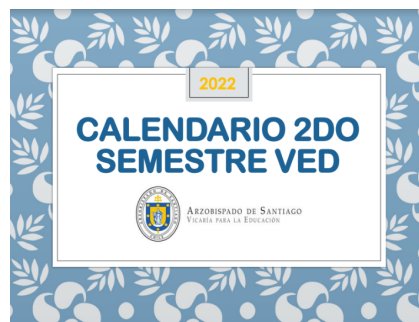 2022
CALENDARIO 2DO
SEMESTRE VED
ARZOBISPADO DE SANTIAGO
VICARÍA PARA LA EDUCACIÓN